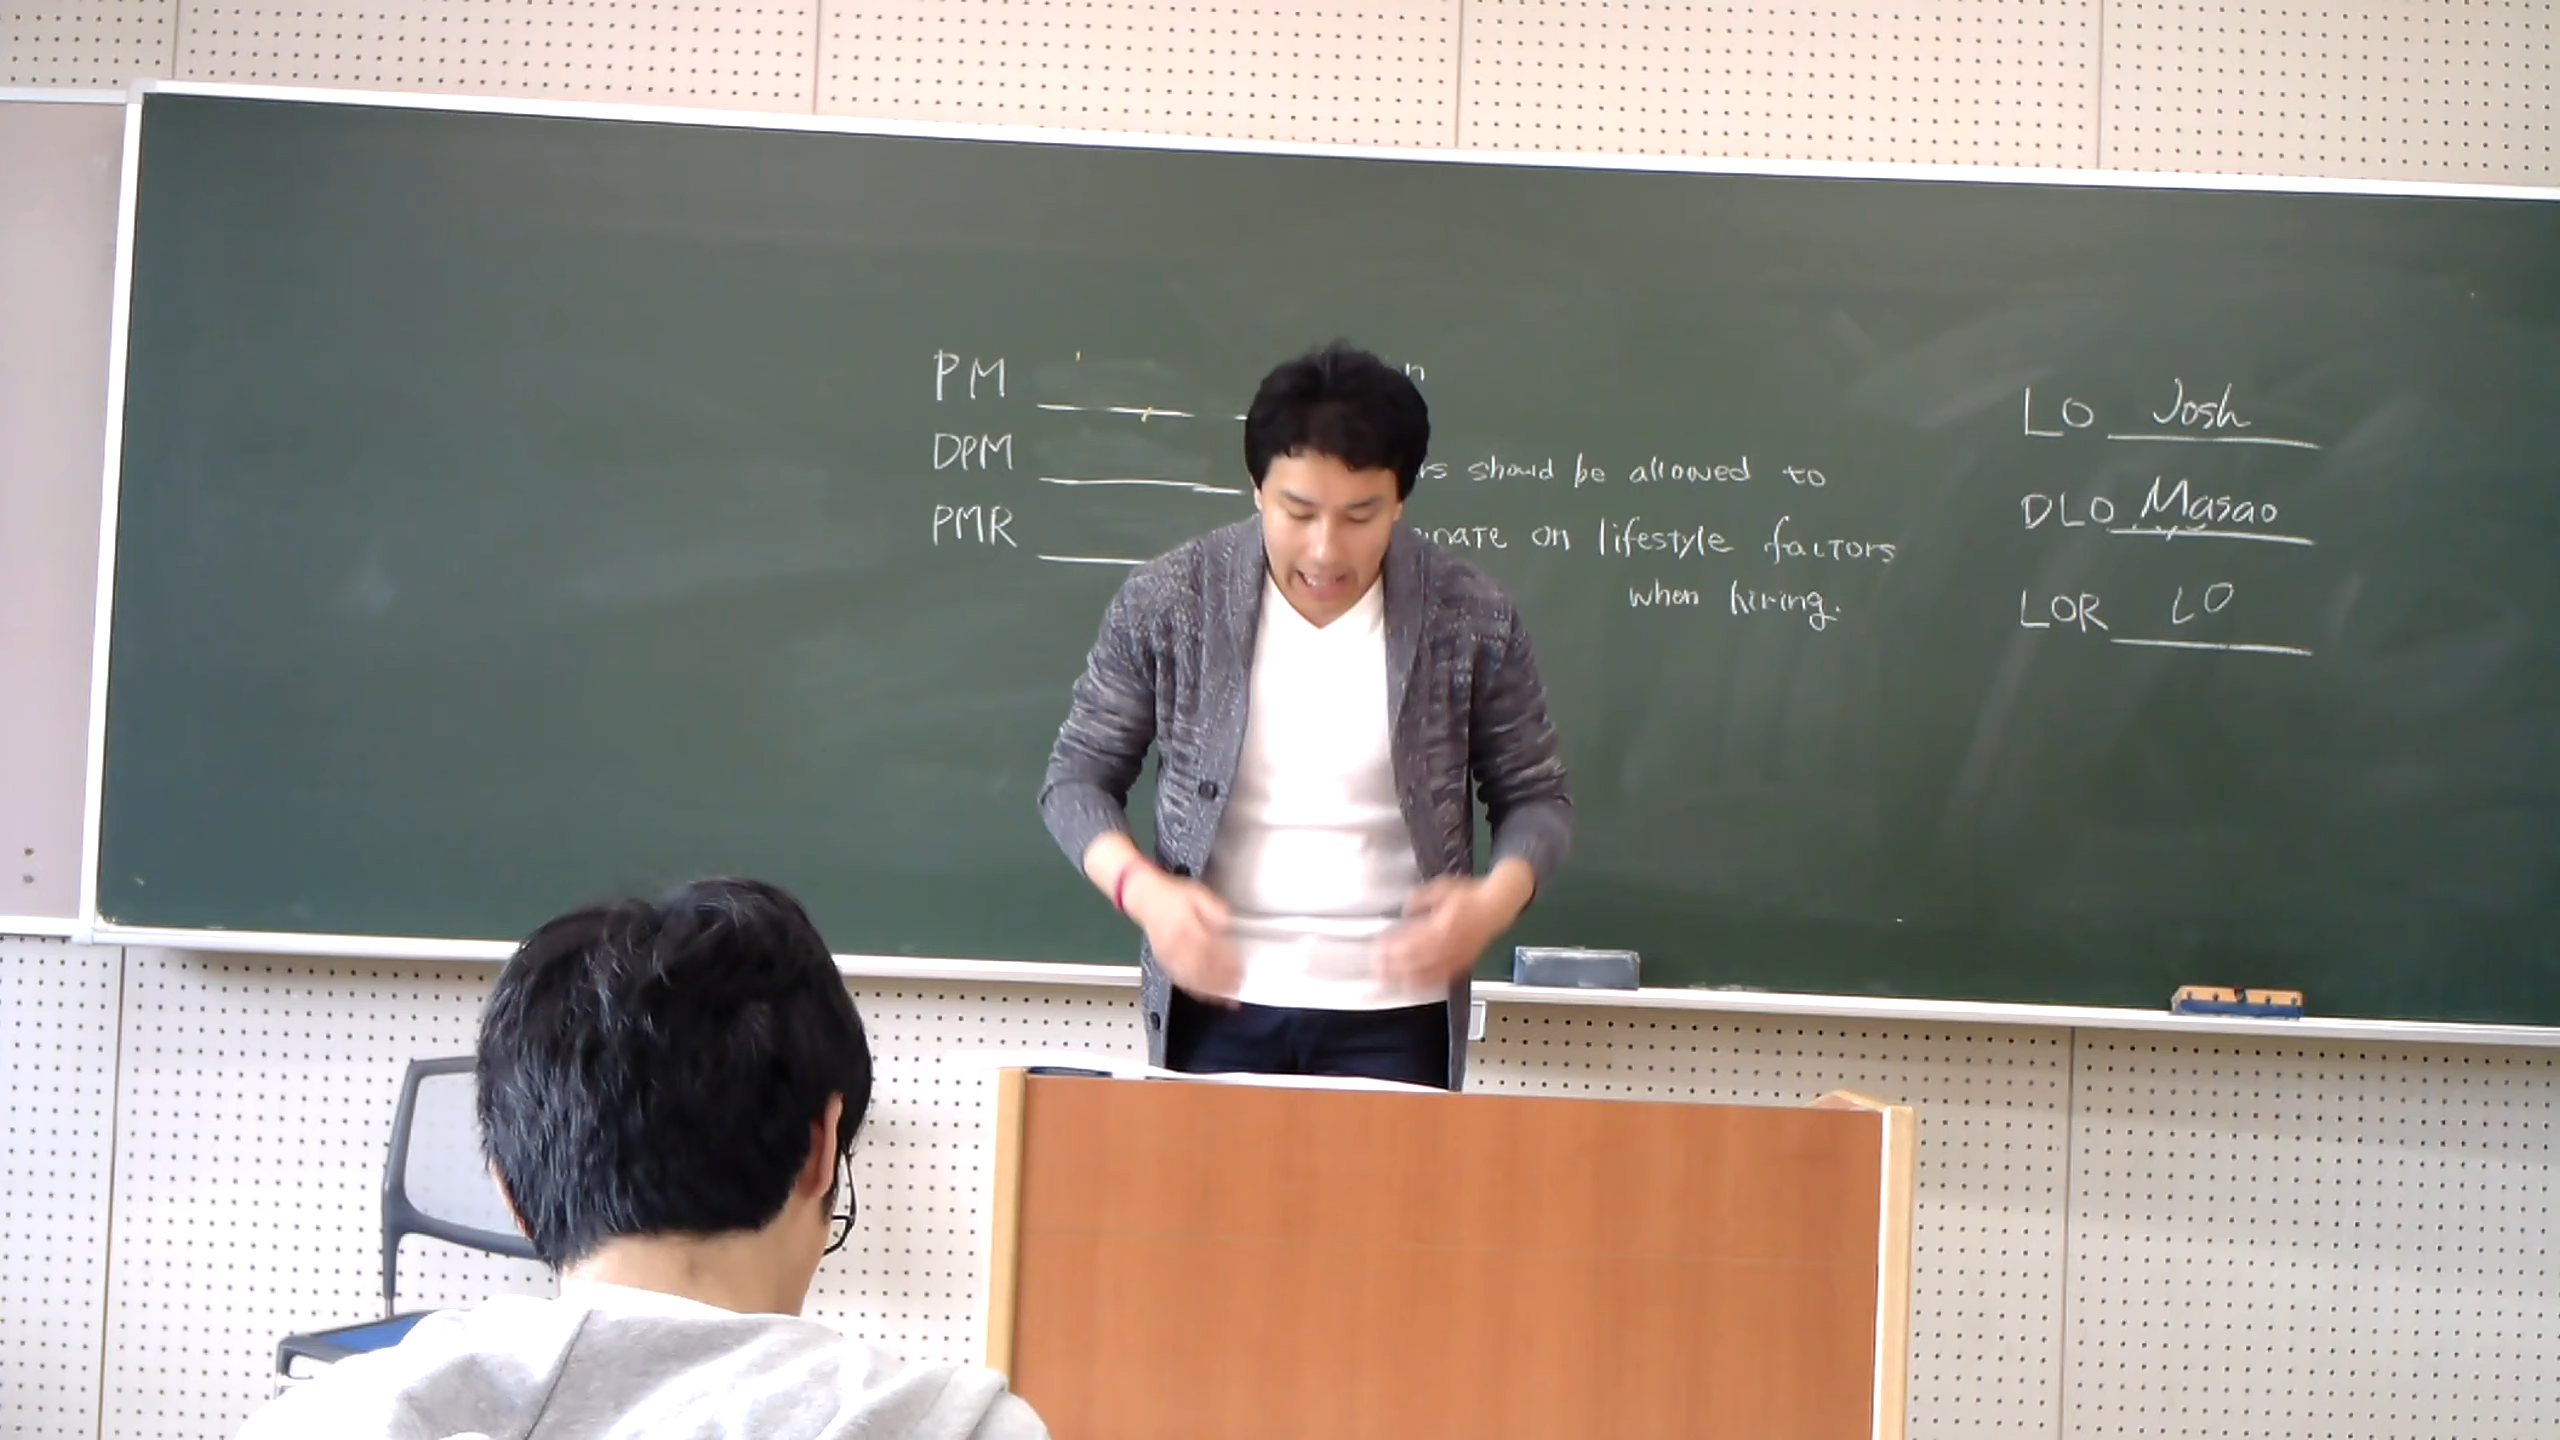 PM
DPM
PMR
should be allowed to
on lifestyle factors
when hiring.
LO Josh
DLO Masao
LOR LO